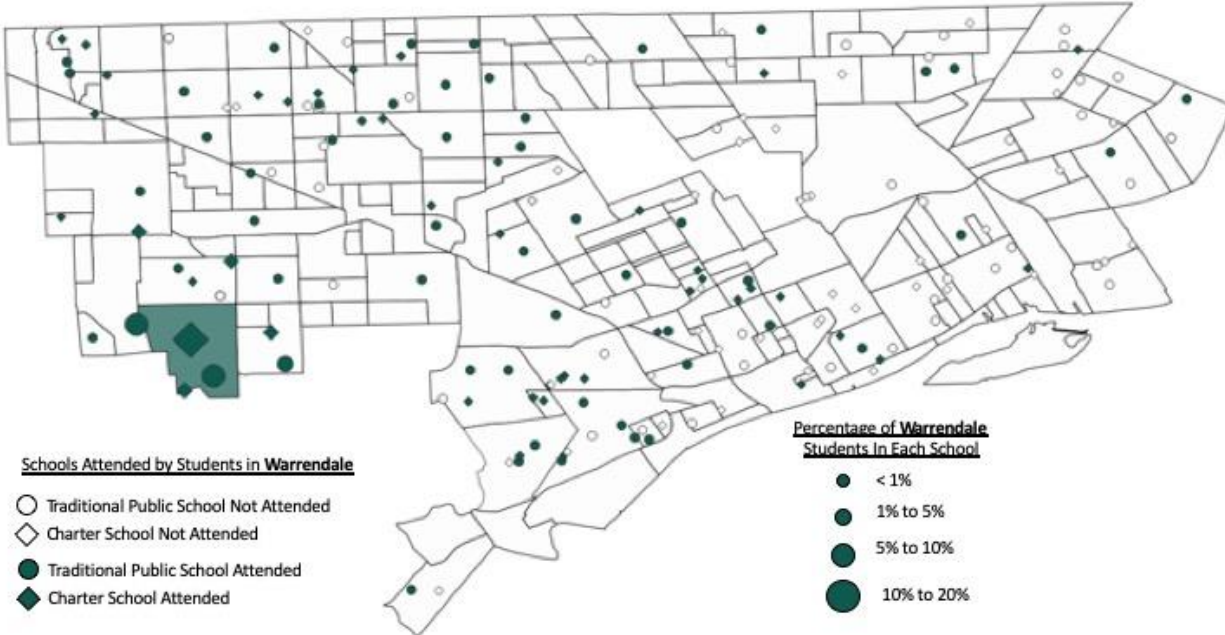 Schools Attended by Students in Warrendale
Traditional Public School Not Attended
Charter School Not Attended
Traditional Public School Attended
Charter School Attended
Percentage of Warrendale
Students In Each School
< 1%
1% to 5%
5% to 10%
10% to 20%